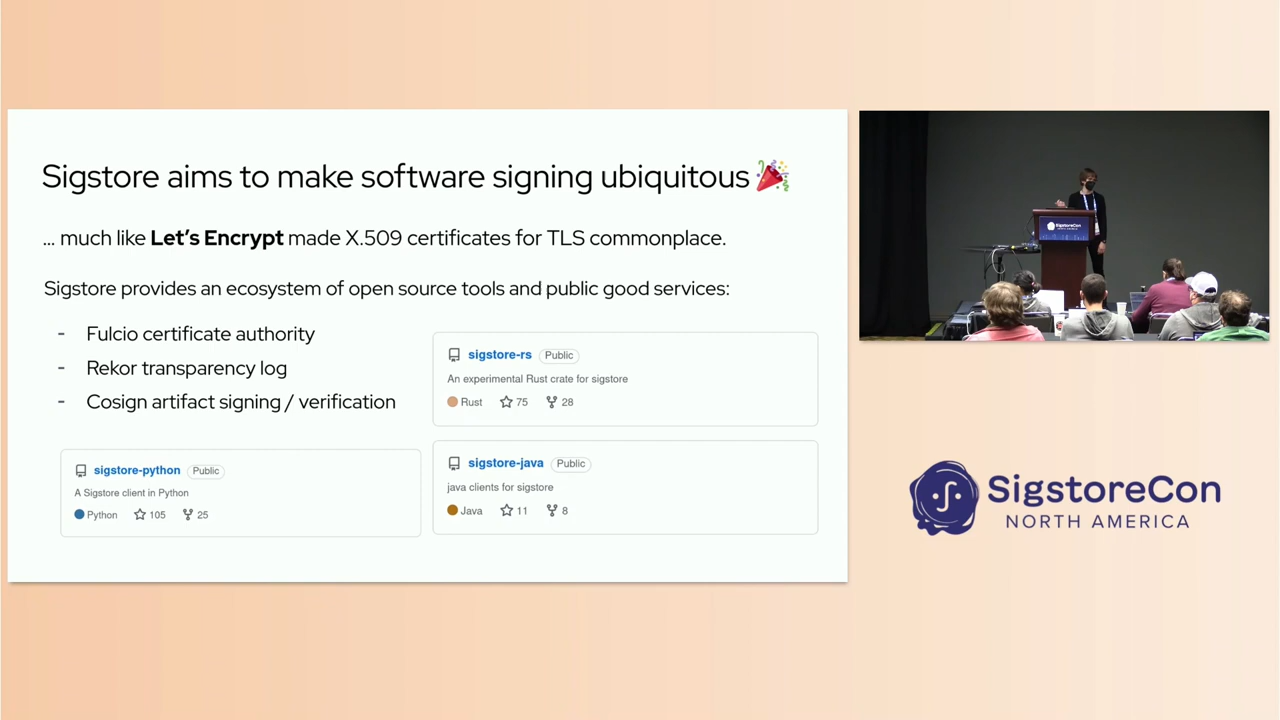 Sigstore aims to make software signing ubiquitous 🎉
... much like Let's Encrypt made X.509 certificates for TLS commonplace.
Sigstore provides an ecosystem of open source tools and public good services:
- Fulcio certificate authority
- Rekor transparency log
- Cosign artifact signing / verification
sigstore-rs Public
An experimental Rust crate for sigstore
Rust 75 28
sigstore-python Public
A Sigstore client in Python
Python 105 25
sigstore-java Public
java clients for sigstore
Java 11 8
SigstoreCon
SigstoreCon
NORTH AMERICA